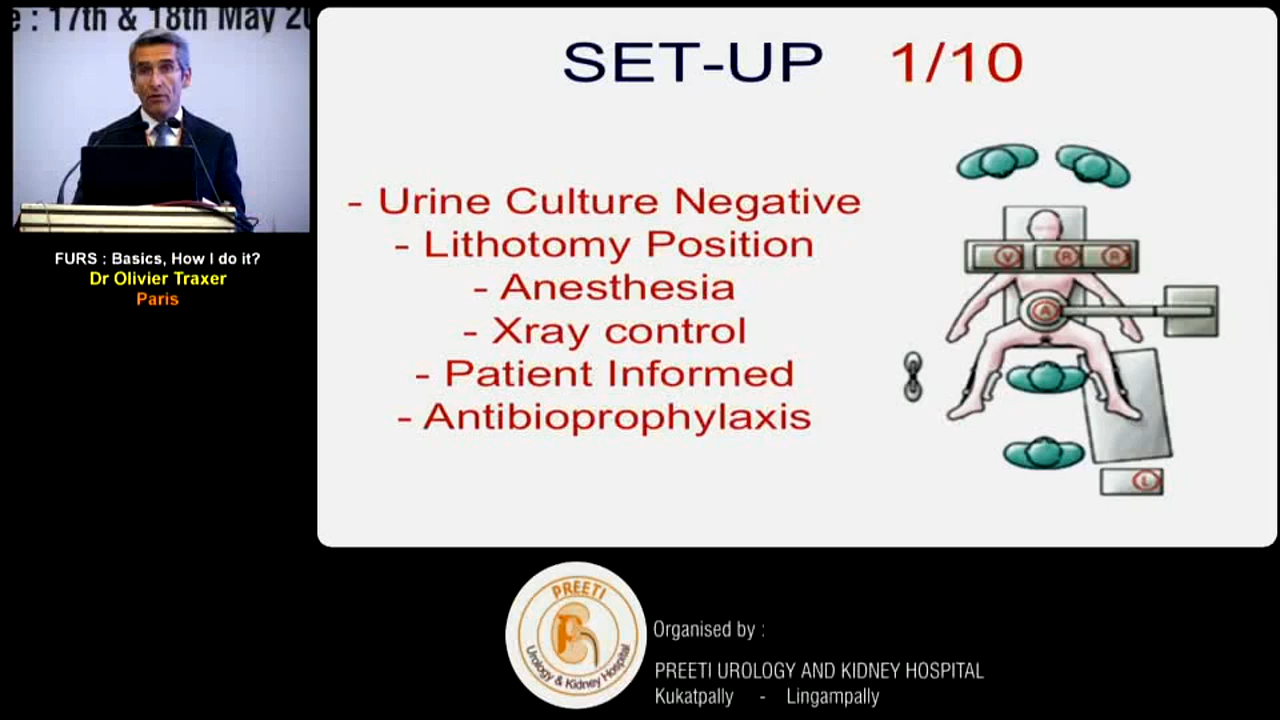 e : 17th & 18th May 20
SET-UP 1/10
- Urine Culture Negative
- Lithotomy Position
- Anesthesia
- Xray control
- Patient Informed
- Antibioprophylaxis
V R R
A
L
FURS : Basics, How I do it?
Dr Olivier Traxer
Paris
PREETI
Urology & Kidney Hospital
Organised by :
PREETI UROLOGY AND KIDNEY HOSPITAL
Kukatpally - Lingampally